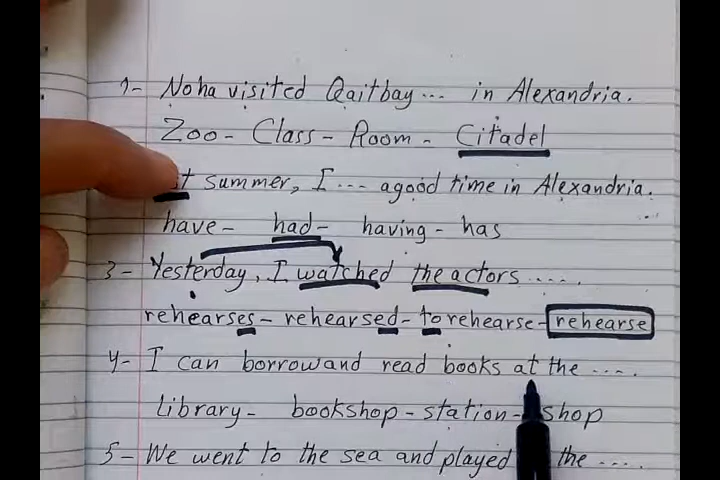 1- Noha visited Qaitbay... in Alexandria.
Zoo - Class - Room - Citadel
summer, I ... a good time in Alexandria.
have - had - having - has
3- Yesterday, I watched the actors .....
rehearses - rehearsed - to rehearse - rehearse
4- I can borrow and read books at the ....
library - bookshop - station - shop
5- We went to the sea and played the ....